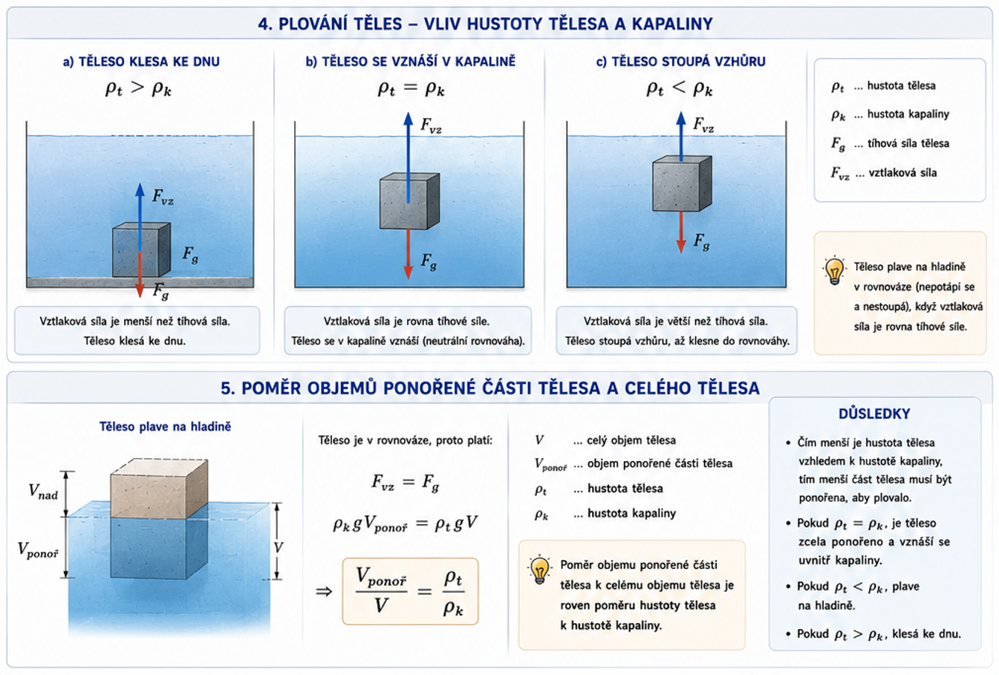 4. PLOVÁNÍ TĚLES – VLIV HUSTOTY TĚLESA A KAPALINY
a) TĚLESO KLESA KE DNU
ρt > ρk
Fvz
Fg
Fg
Vztlaková síla je menší než tíhová síla.
Těleso klesá ke dnu.
b) TĚLESO SE VZNÁŠÍ V KAPALINĚ
ρt = ρk
Fvz
Fg
Vztlaková síla je rovna tíhové síle.
Těleso se v kapalině vznáší (neutrální rovnováha).
c) TĚLESO STOUPÁ VZHŮRU
ρt < ρk
Fvz
Fg
Vztlaková síla je větší než tíhová síla.
Těleso stoupá vzhůru, až klesne do rovnováhy.
ρt ... hustota tělesa
ρk ... hustota kapaliny
Fg ... tíhová síla tělesa
Fvz ... vztlaková síla
Těleso plave na hladině
v rovnováze (nepotápí se
a nestoupá), když vztlaková
síla je rovna tíhové síle.
5. POMĚR OBJEMŮ PONOŘENÉ ČÁSTI TĚLESA A CELÉHO TĚLESA
Těleso plave na hladině
Vnad
Vponoř
V
Těleso je v rovnováze, proto platí:
Fvz = Fg
ρk g Vponoř = ρt g V
⇒ Vponoř / V = ρt / ρk
V ... celý objem tělesa
Vponoř ... objem ponořené části tělesa
ρt ... hustota tělesa
ρk ... hustota kapaliny
Poměr objemu ponořené části
tělesa k celému objemu tělesa je
roven poměru hustoty tělesa
k hustotě kapaliny.
DŮSLEDKY
• Čím menší je hustota tělesa
vzhledem k hustotě kapaliny,
tím menší část tělesa musí být
ponořena, aby plovalo.
• Pokud ρt = ρk, je těleso
zcela ponořeno a vznáší se
uvnitř kapaliny.
• Pokud ρt < ρk, plave
na hladině.
• Pokud ρt > ρk, klesá ke dnu.